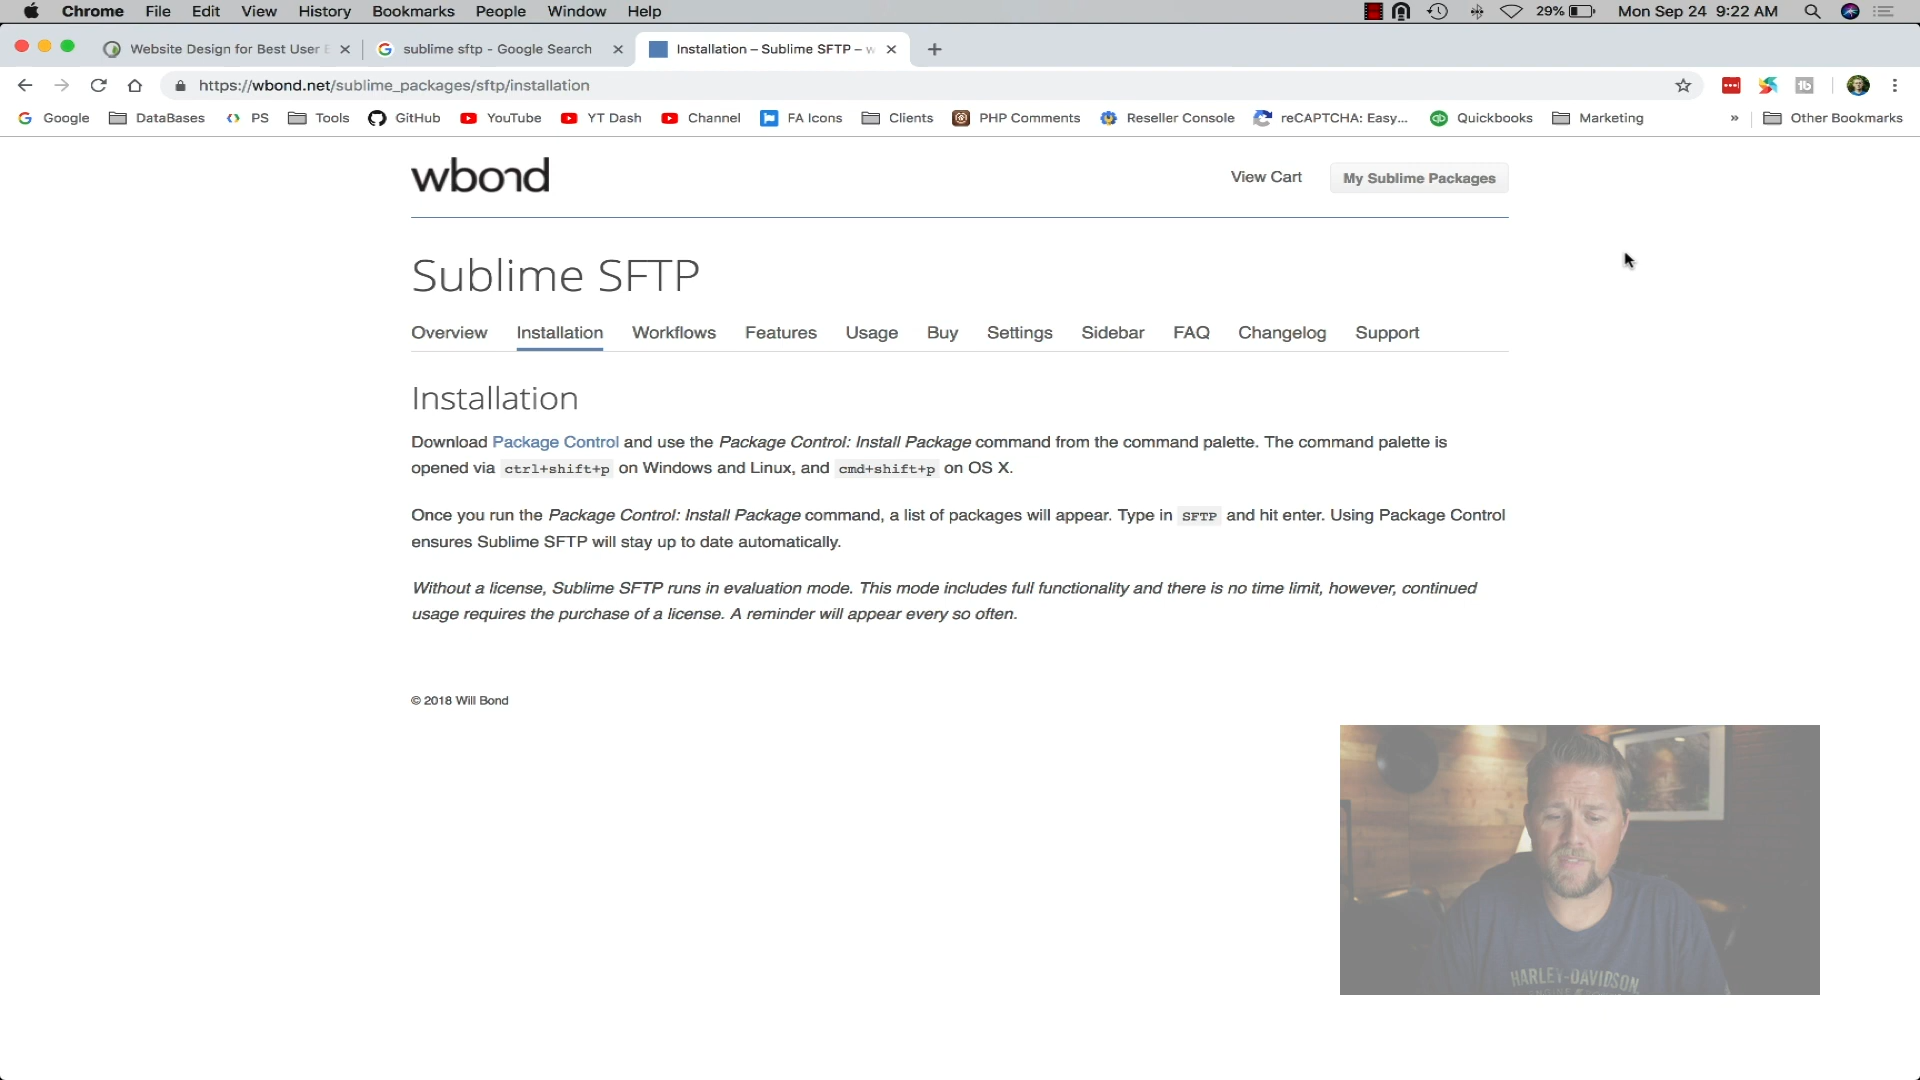 Chrome File Edit View History Bookmarks People Window Help 29% Mon Sep 24 9:22 AM
Website Design for Best User sublime sftp - Google Search Installation – Sublime SFTP – w
https://wbond.net/sublime_packages/sftp/installation
Google DataBases PS Tools GitHub YouTube YT Dash Channel FA Icons Clients PHP Comments Reseller Console reCAPTCHA: Easy... Quickbooks Marketing » Other Bookmarks
wbond View Cart My Sublime Packages
Sublime SFTP
Overview Installation Workflows Features Usage Buy Settings Sidebar FAQ Changelog Support
Installation
Download Package Control and use the Package Control: Install Package command from the command palette. The command palette is
opened via ctrl+shift+p on Windows and Linux, and cmd+shift+p on OS X.
Once you run the Package Control: Install Package command, a list of packages will appear. Type in SFTP and hit enter. Using Package Control
ensures Sublime SFTP will stay up to date automatically.
Without a license, Sublime SFTP runs in evaluation mode. This mode includes full functionality and there is no time limit, however, continued
usage requires the purchase of a license. A reminder will appear every so often.
© 2018 Will Bond
HARLEY-DAVIDSON